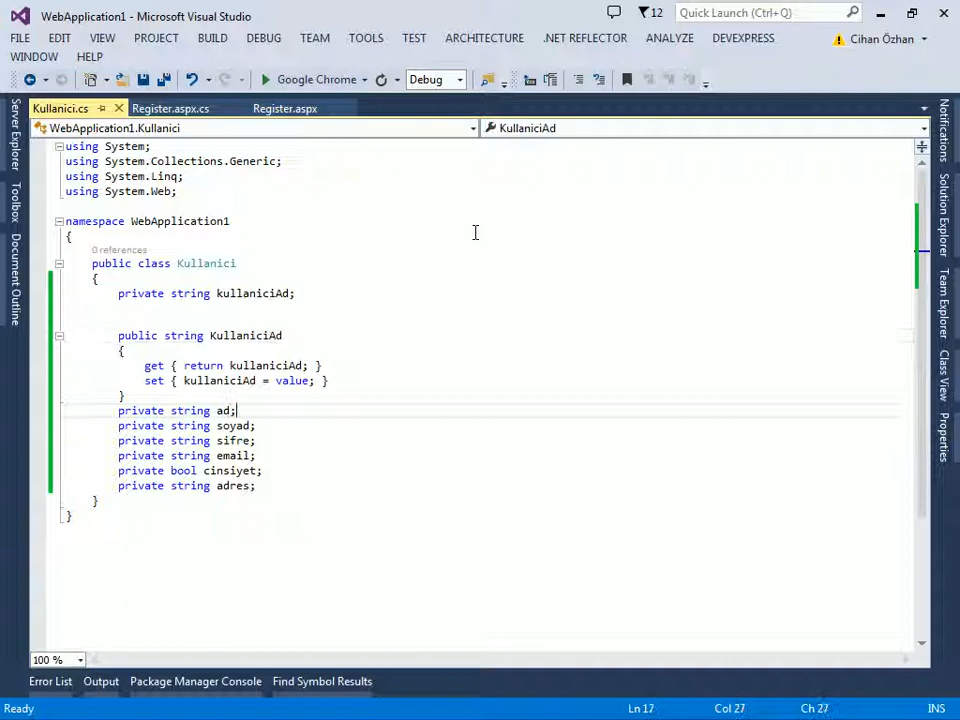 WebApplication1 - Microsoft Visual Studio
12
Quick Launch (Ctrl+Q)
FILE EDIT VIEW PROJECT BUILD DEBUG TEAM TOOLS TEST ARCHITECTURE .NET REFLECTOR ANALYZE DEVEXPRESS
Cihan Özhan
WINDOW HELP
Google Chrome
Debug
Kullanici.cs
Register.aspx.cs
Register.aspx
WebApplication1.Kullanici
KullaniciAd
Server Explorer
Toolbox
Document Outline
using System;
using System.Collections.Generic;
using System.Linq;
using System.Web;
namespace WebApplication1
{
0 references
public class Kullanici
{
private string kullaniciAd;
public string KullaniciAd
{
get { return kullaniciAd; }
set { kullaniciAd = value; }
}
private string ad;
private string soyad;
private string sifre;
private string email;
private bool cinsiyet;
private string adres;
}
}
Notifications
Solution Explorer
Team Explorer
Class View
Properties
100 %
Error List Output Package Manager Console Find Symbol Results
Ready
Ln 17
Col 27
Ch 27
INS